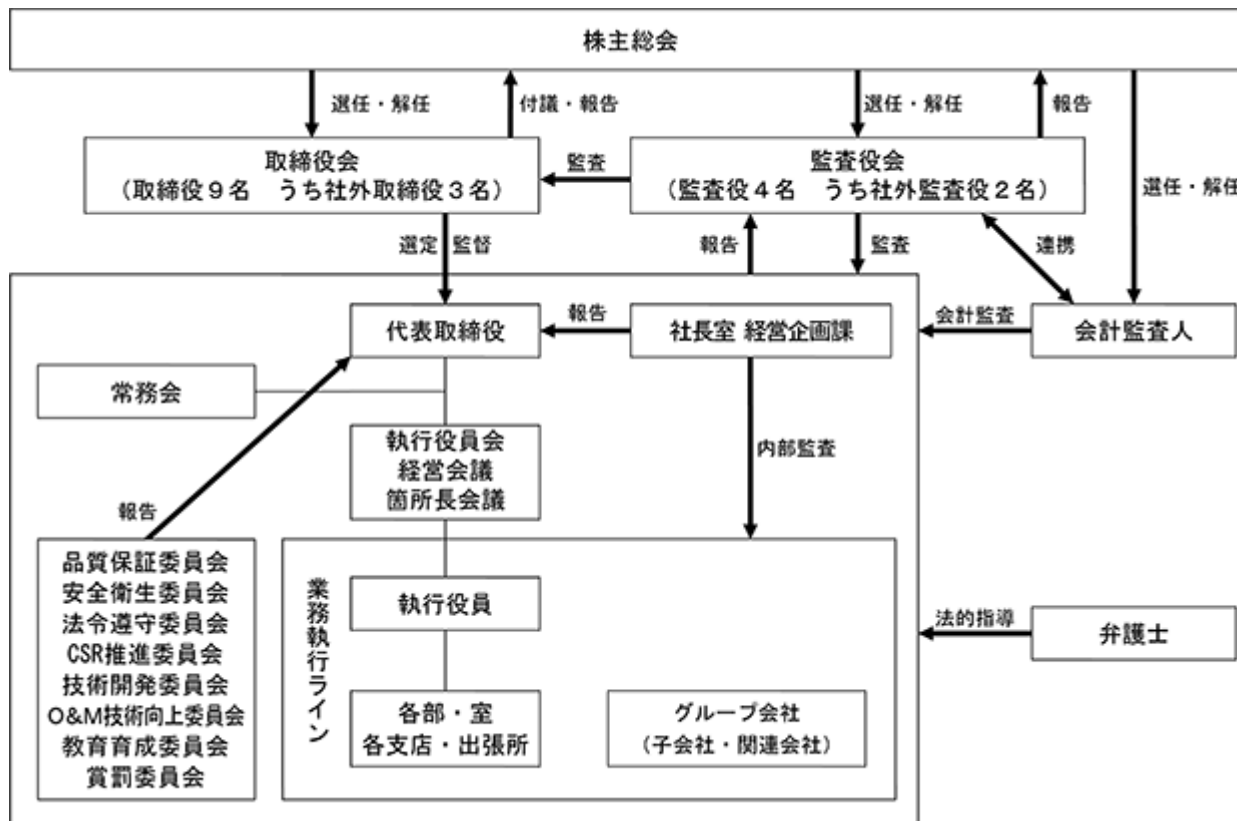 株主総会
選任・解任
付議・報告
選任・解任
報告
取締役会
（取締役９名　うち社外取締役３名）
監査
監査役会
（監査役４名　うち社外監査役２名）
選任・解任
選定
監督
報告
監査
連携
代表取締役
報告
社長室 経営企画課
会計監査
会計監査人
常務会
執行役員会
経営会議
箇所長会議
内部監査
報告
品質保証委員会
安全衛生委員会
法令遵守委員会
CSR推進委員会
技術開発委員会
O&M技術向上委員会
教育育成委員会
賞罰委員会
業務執行ライン
執行役員
各部・室
各支店・出張所
グループ会社
（子会社・関連会社）
法的指導
弁護士